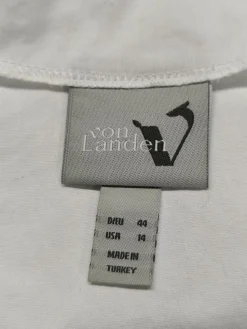 von
Landen
D/EU 44
USA 14
MADE IN
TURKEY